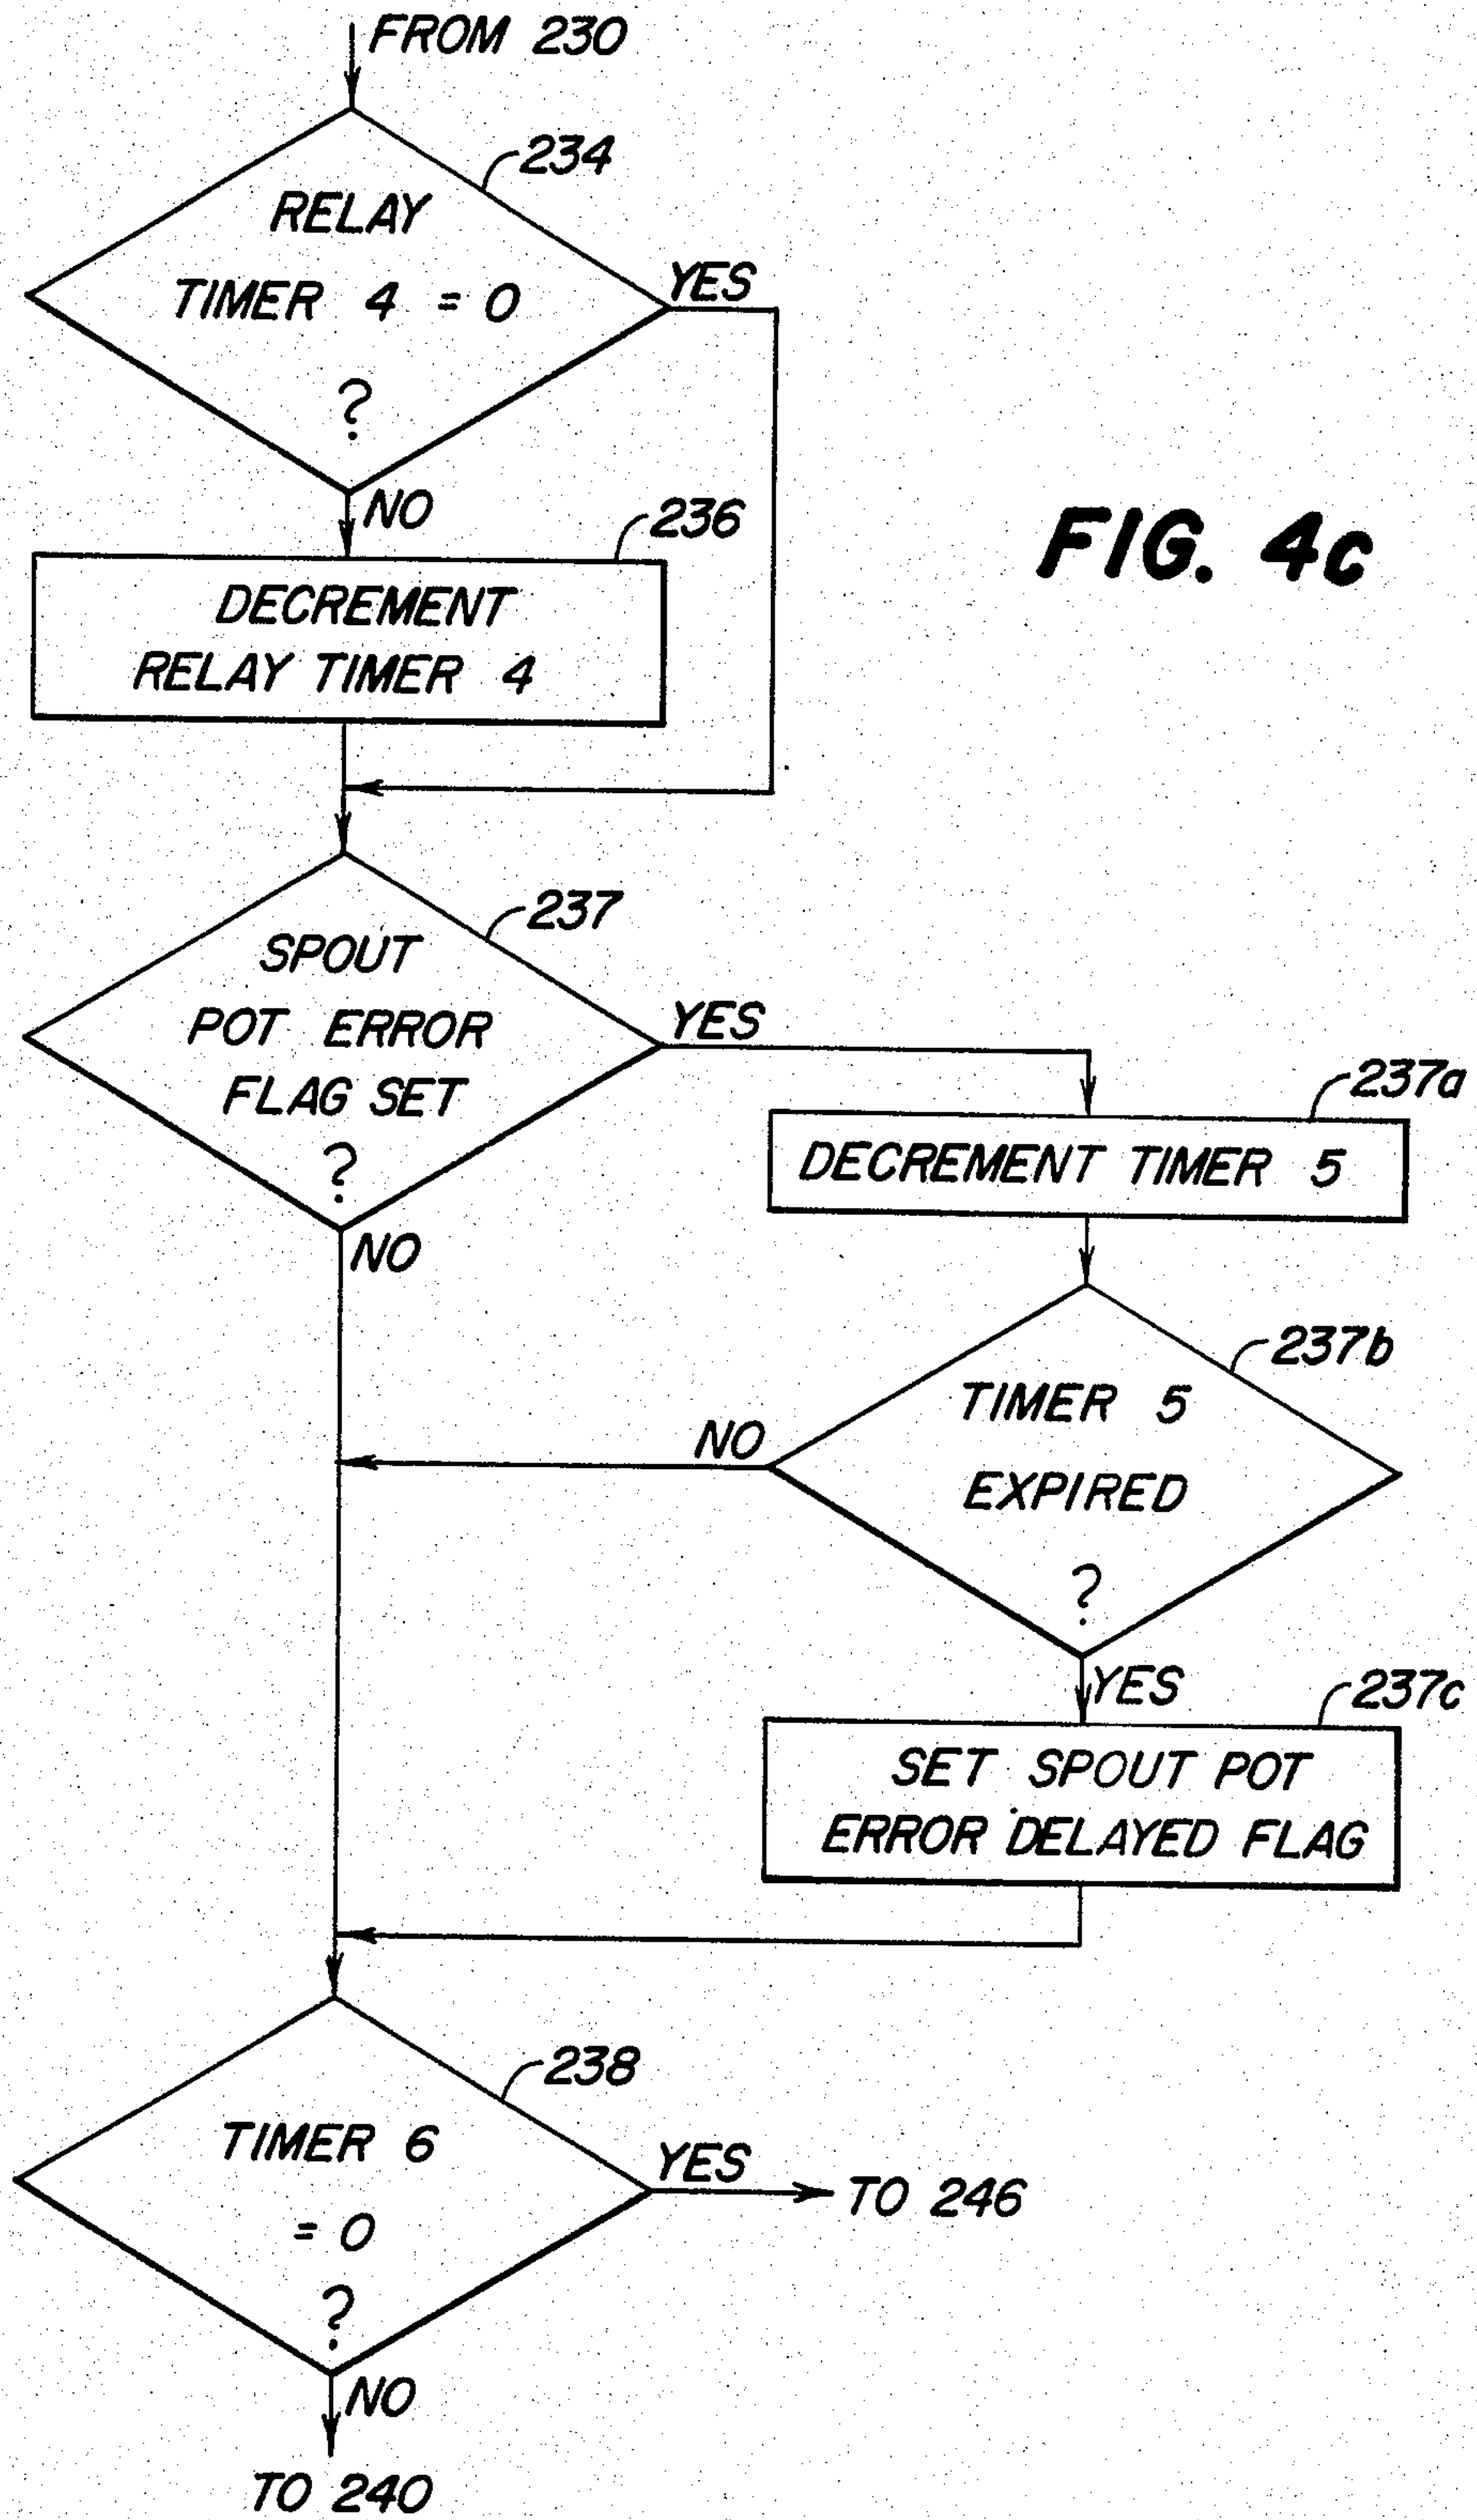 FROM 230
234
RELAY
TIMER 4 = 0
?
YES
NO
236
DECREMENT
RELAY TIMER 4
FIG. 4c
237
SPOUT
POT ERROR
FLAG SET
?
YES
NO
237a
DECREMENT TIMER 5
237b
TIMER 5
EXPIRED
?
NO
YES
237c
SET SPOUT POT
ERROR DELAYED FLAG
238
TIMER 6
= 0
?
YES
TO 246
NO
TO 240